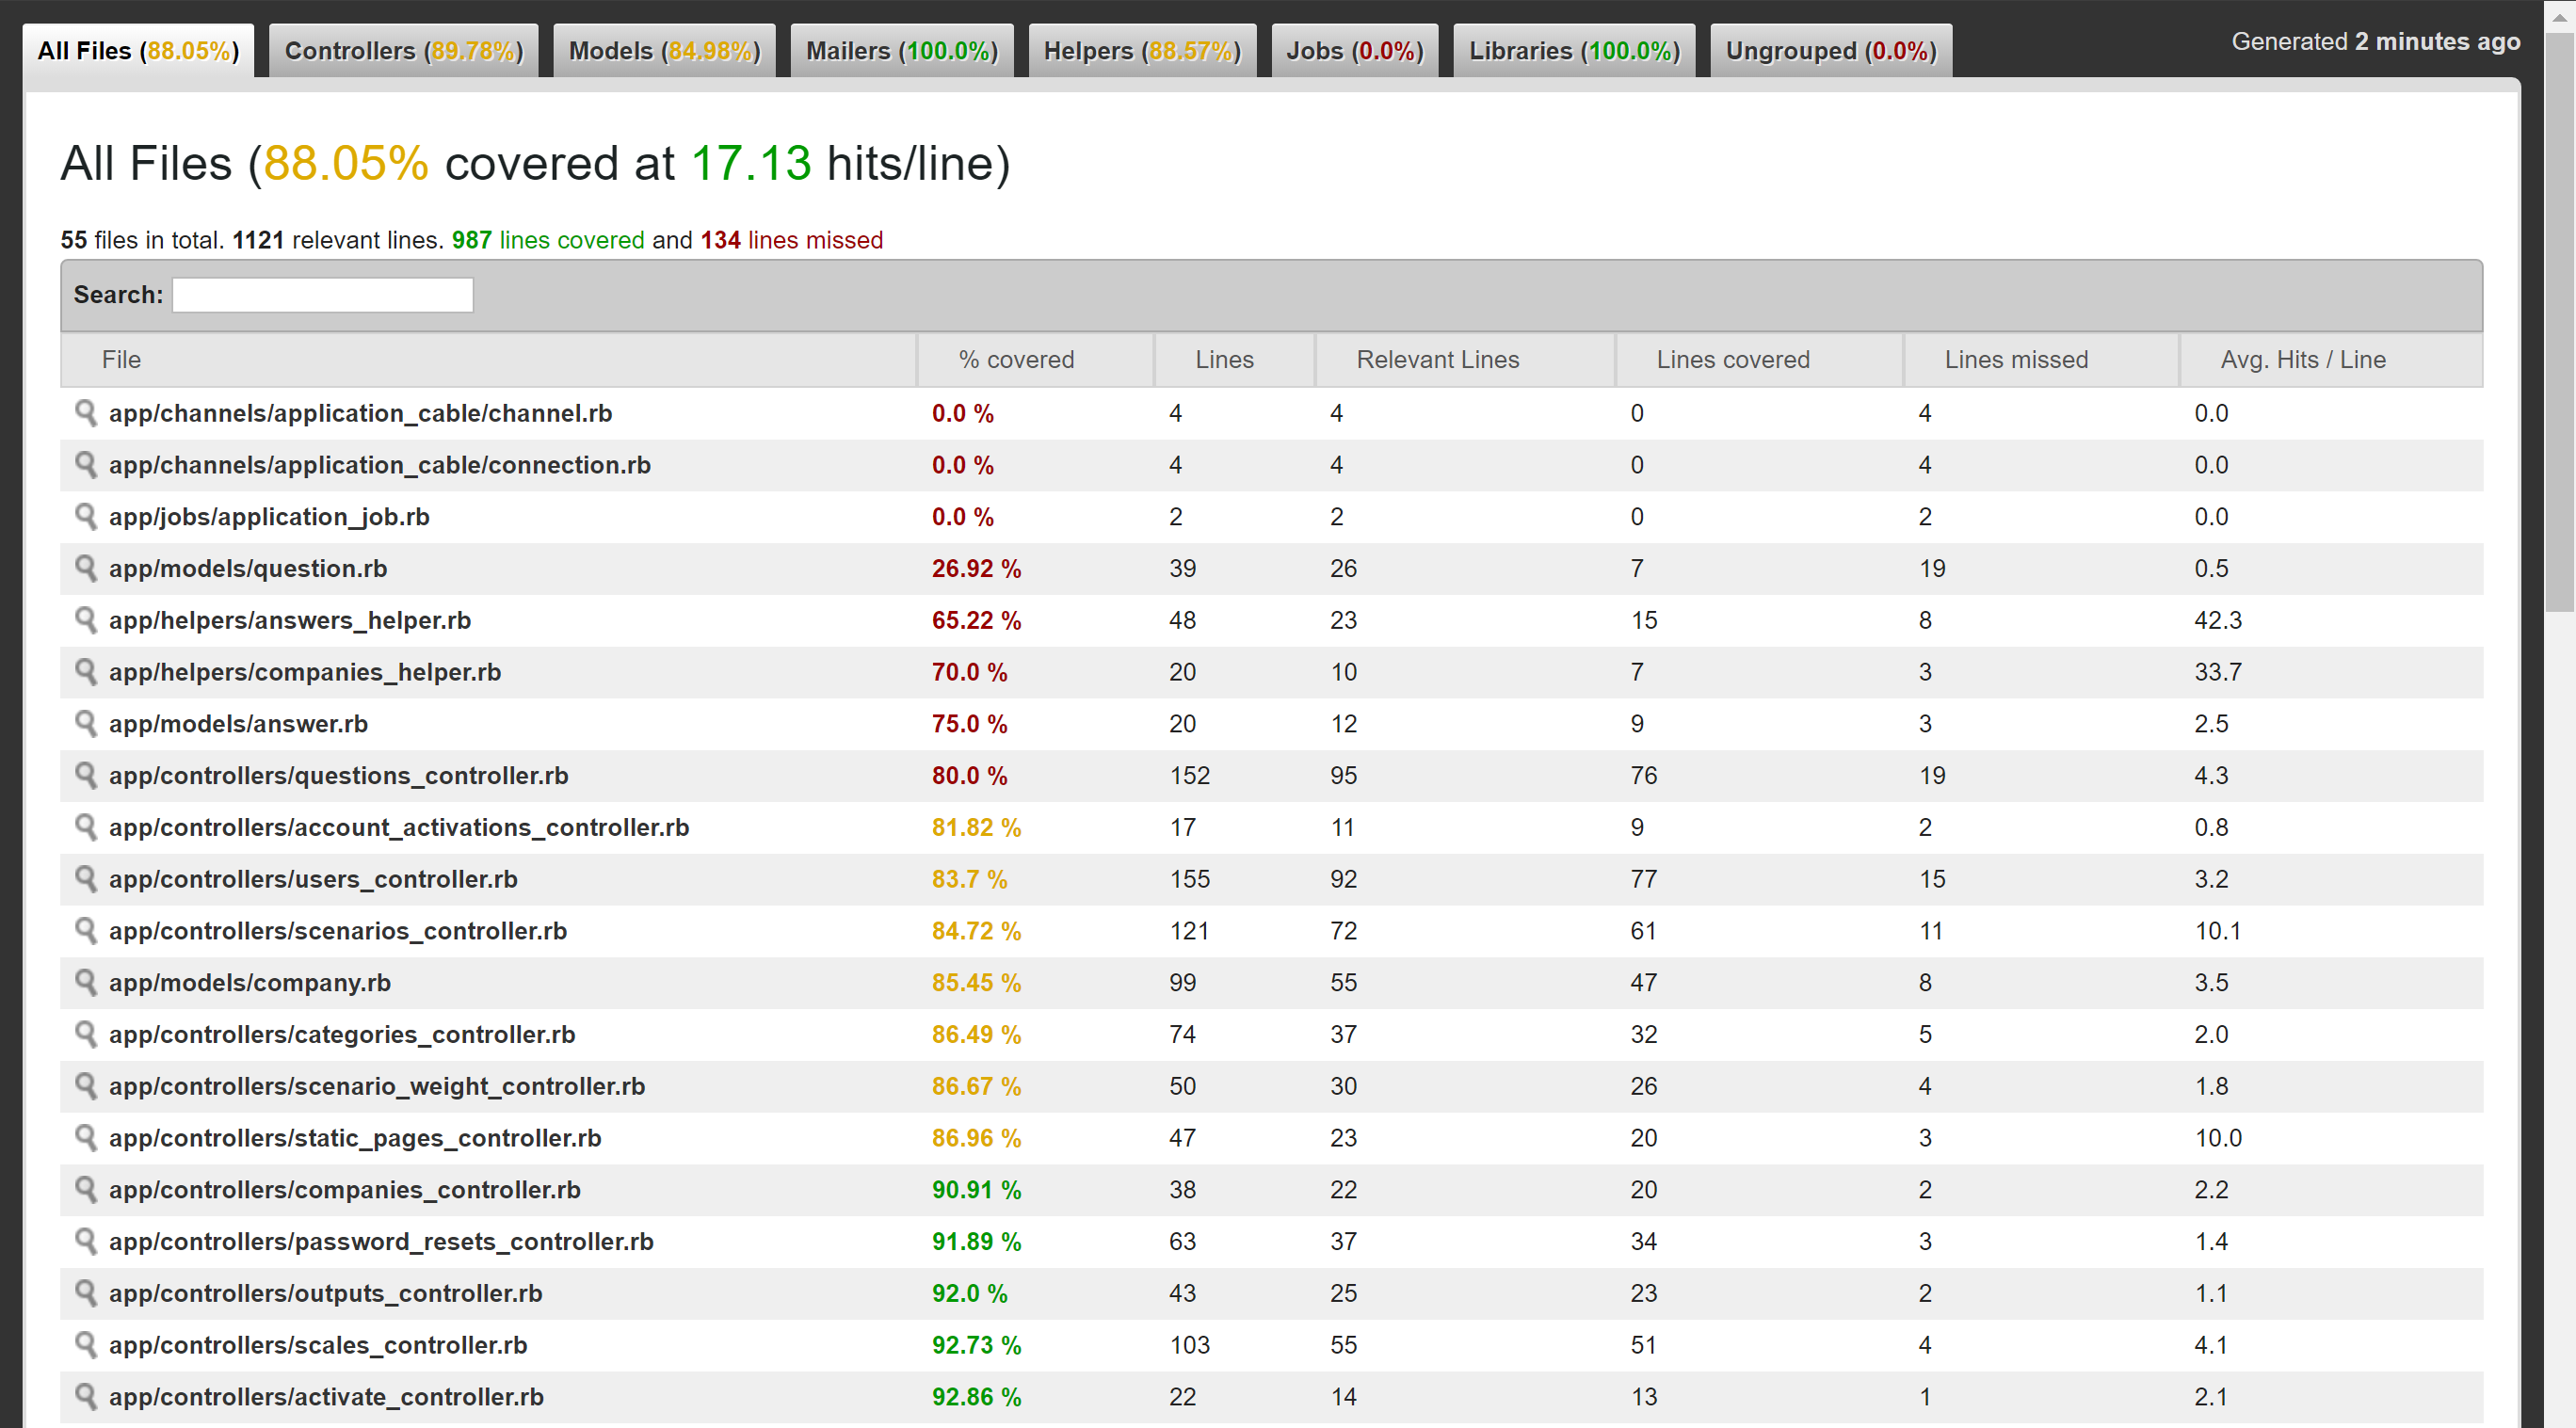 All Files (88.05%) Controllers (89.78%) Models (84.98%) Mailers (100.0%) Helpers (88.57%) Jobs (0.0%) Libraries (100.0%) Ungrouped (0.0%) Generated 2 minutes ago
All Files (88.05% covered at 17.13 hits/line)
55 files in total. 1121 relevant lines. 987 lines covered and 134 lines missed
Search:
File % covered Lines Relevant Lines Lines covered Lines missed Avg. Hits / Line
app/channels/application_cable/channel.rb 0.0 % 4 4 0 4 0.0
app/channels/application_cable/connection.rb 0.0 % 4 4 0 4 0.0
app/jobs/application_job.rb 0.0 % 2 2 0 2 0.0
app/models/question.rb 26.92 % 39 26 7 19 0.5
app/helpers/answers_helper.rb 65.22 % 48 23 15 8 42.3
app/helpers/companies_helper.rb 70.0 % 20 10 7 3 33.7
app/models/answer.rb 75.0 % 20 12 9 3 2.5
app/controllers/questions_controller.rb 80.0 % 152 95 76 19 4.3
app/controllers/account_activations_controller.rb 81.82 % 17 11 9 2 0.8
app/controllers/users_controller.rb 83.7 % 155 92 77 15 3.2
app/controllers/scenarios_controller.rb 84.72 % 121 72 61 11 10.1
app/models/company.rb 85.45 % 99 55 47 8 3.5
app/controllers/categories_controller.rb 86.49 % 74 37 32 5 2.0
app/controllers/scenario_weight_controller.rb 86.67 % 50 30 26 4 1.8
app/controllers/static_pages_controller.rb 86.96 % 47 23 20 3 10.0
app/controllers/companies_controller.rb 90.91 % 38 22 20 2 2.2
app/controllers/password_resets_controller.rb 91.89 % 63 37 34 3 1.4
app/controllers/outputs_controller.rb 92.0 % 43 25 23 2 1.1
app/controllers/scales_controller.rb 92.73 % 103 55 51 4 4.1
app/controllers/activate_controller.rb 92.86 % 22 14 13 1 2.1